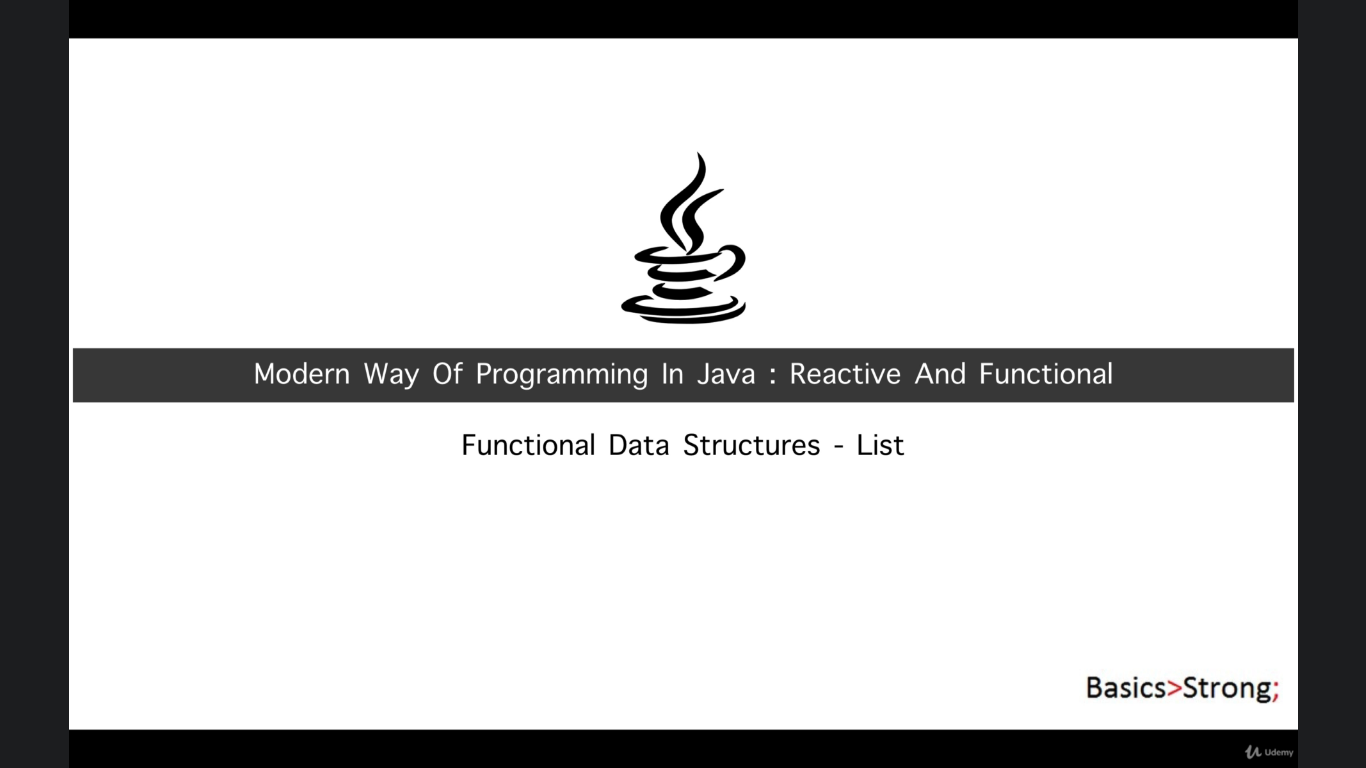 Modern Way Of Programming In Java : Reactive And Functional
Functional Data Structures - List
Basics>Strong;
Udemy